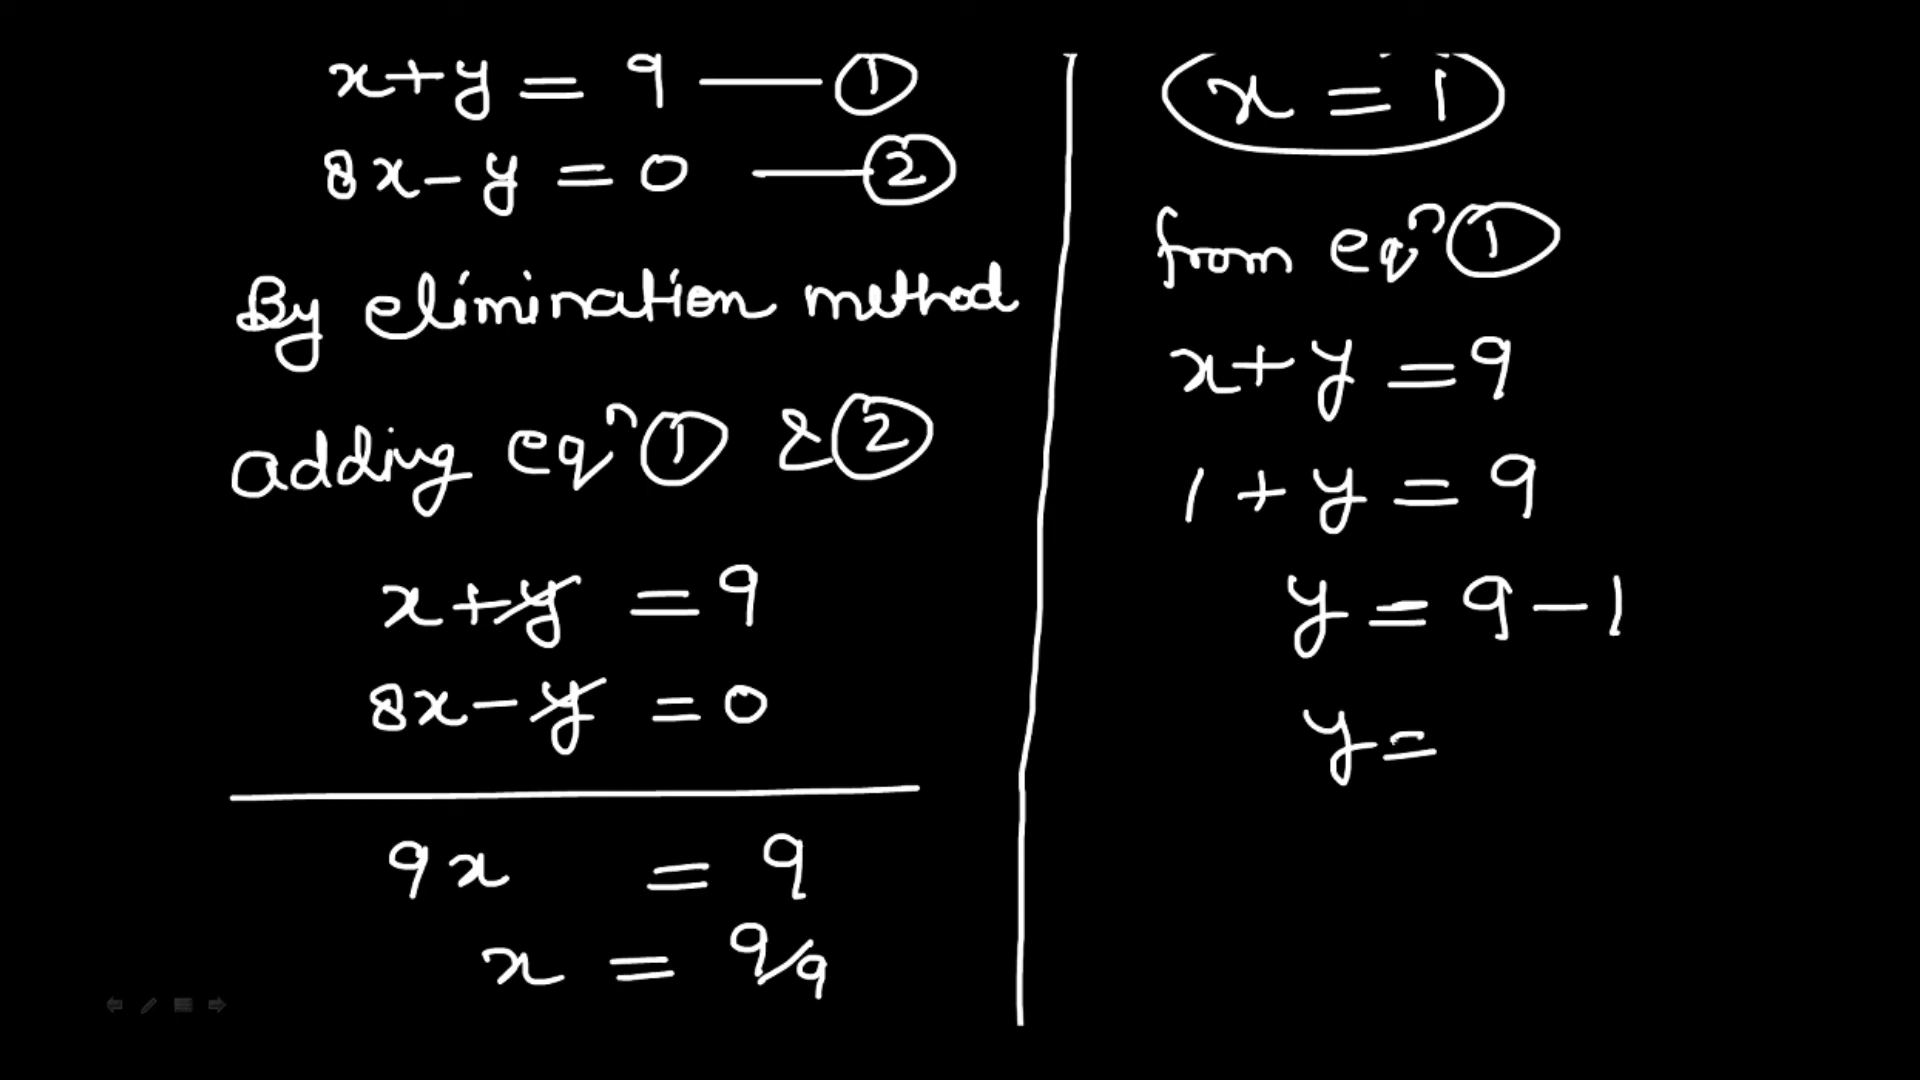 x+y = 9 —— ①
8x-y = 0 —— ②
By elimination method
adding eqⁿ ① & ②
x+y = 9
8x-y = 0
9x = 9
x = 9/9
x = 1
from eqⁿ ①
x+y = 9
1+y = 9
y = 9-1
y =